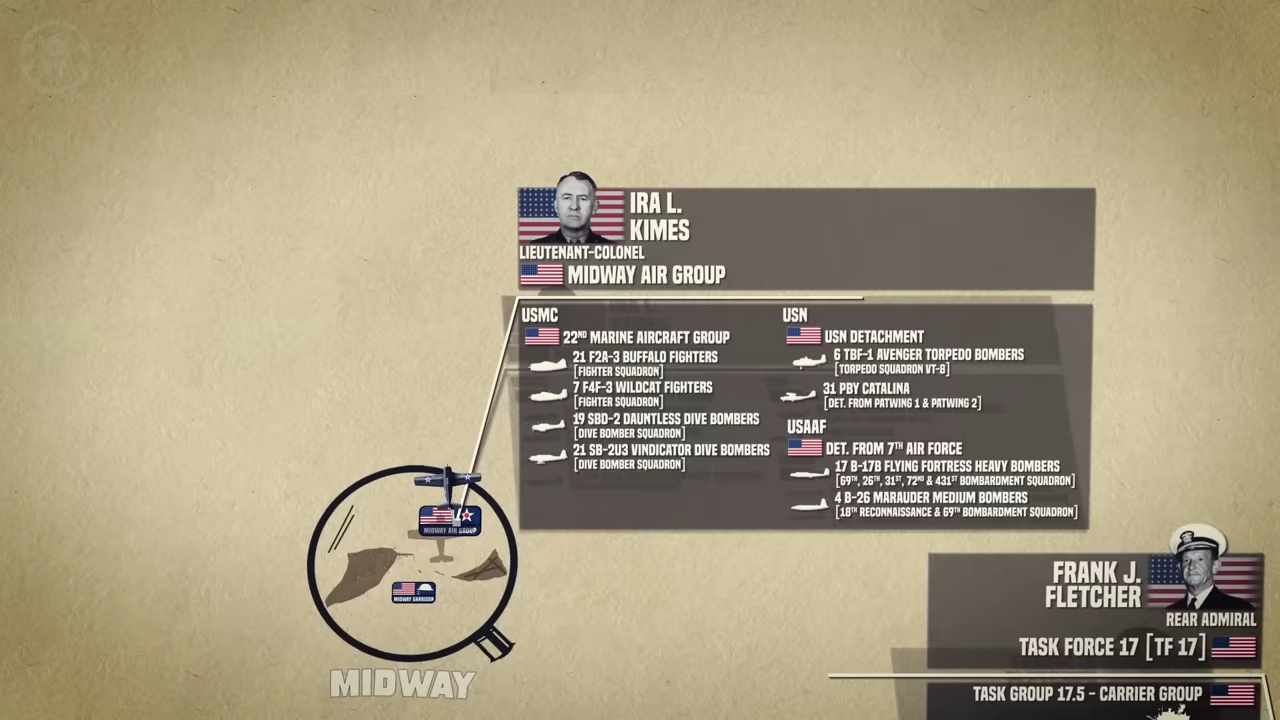 IRA L.
KIMES
LIEUTENANT-COLONEL
MIDWAY AIR GROUP
USMC
22ND MARINE AIRCRAFT GROUP
21 F2A-3 BUFFALO FIGHTERS
[FIGHTER SQUADRON]
7 F4F-3 WILDCAT FIGHTERS
[FIGHTER SQUADRON]
19 SBD-2 DAUNTLESS DIVE BOMBERS
[DIVE BOMBER SQUADRON]
21 SB-2U3 VINDICATOR DIVE BOMBERS
[DIVE BOMBER SQUADRON]
USN
USN DETACHMENT
6 TBF-1 AVENGER TORPEDO BOMBERS
[TORPEDO SQUADRON VT-8]
31 PBY CATALINA
[DET. FROM PATWING 1 & PATWING 2]
USAAF
DET. FROM 7TH AIR FORCE
17 B-17B FLYING FORTRESS HEAVY BOMBERS
[69TH, 26TH, 31ST, 72ND & 431ST BOMBARDMENT SQUADRON]
4 B-26 MARAUDER MEDIUM BOMBERS
[18TH RECONNAISSANCE & 69TH BOMBARDMENT SQUADRON]
MIDWAY AIR GROUP
MIDWAY GARRISON
MIDWAY
FRANK J.
FLETCHER
REAR ADMIRAL
TASK FORCE 17 [TF 17]
TASK GROUP 17.5 - CARRIER GROUP